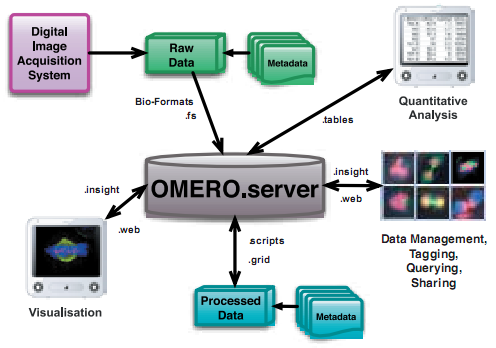 Digital
Image
Acquisition
System
Raw
Data
Metadata
Bio-Formats
.fs
.tables
Quantitative
Analysis
OMERO.server
.insight
.web
.insight
.web
Visualisation
Data Management,
Tagging,
Querying,
Sharing
.scripts
.grid
Processed
Data
Metadata